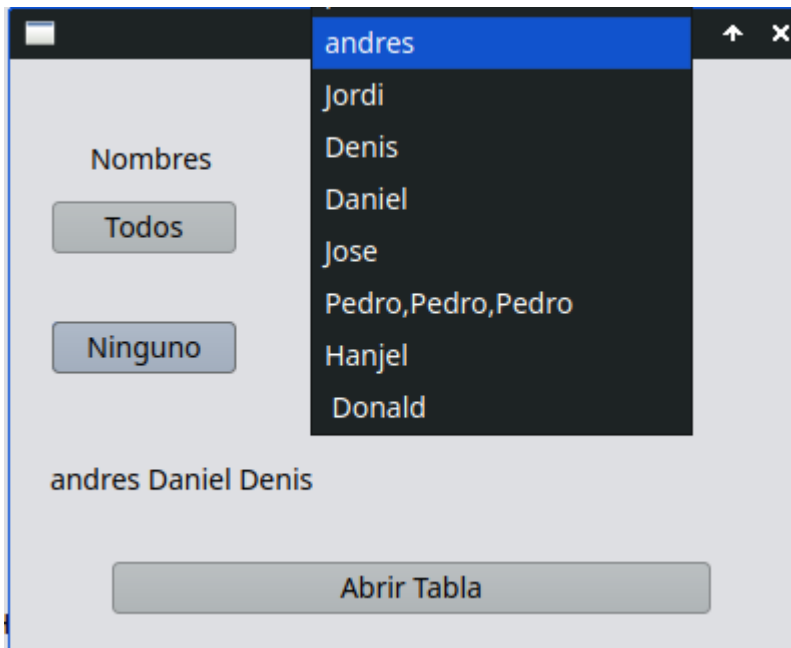 andres
Jordi
Nombres
Denis
Daniel
Todos
Jose
Pedro,Pedro,Pedro
Ninguno
Hanjel
Donald
andres Daniel Denis
Abrir Tabla